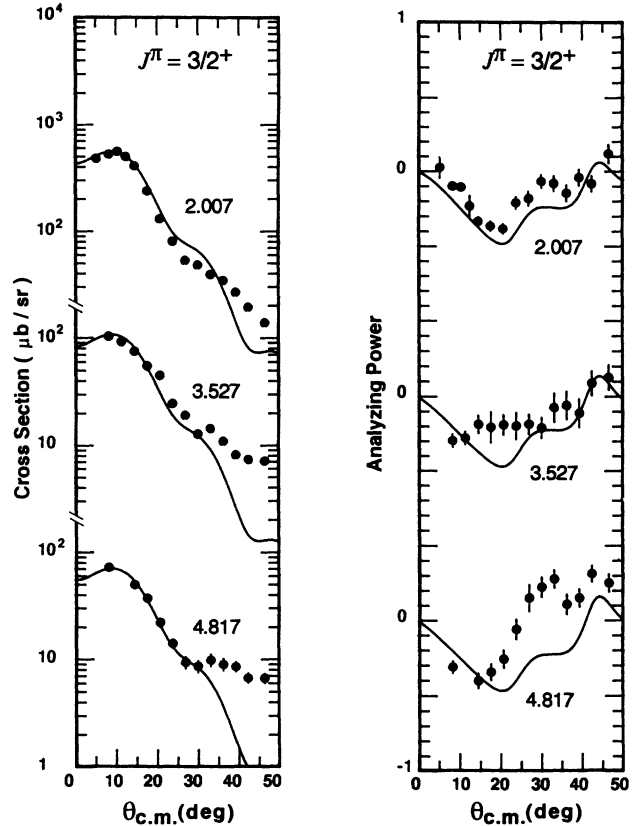 10⁴
Jπ = 3/2+
10³
2.007
10²
10²
3.527
10
10²
4.817
10
1
0 10 20 30 40 50
θc.m.(deg)
Cross Section ( μb / sr )
1
Jπ = 3/2+
0
2.007
0
3.527
0
4.817
-1
0 10 20 30 40 50
θc.m.(deg)
Analyzing Power